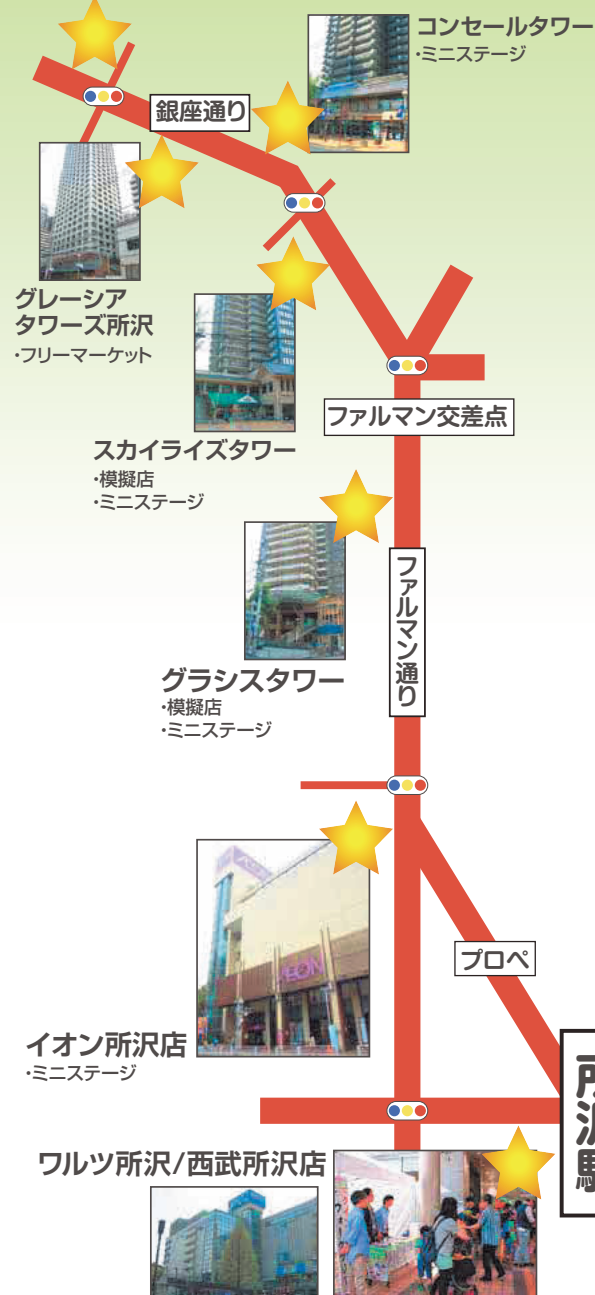 コンセールタワー
・ミニステージ
銀座通り
グレーシア
タワーズ所沢
・フリーマーケット
スカイライズタワー
・模擬店
・ミニステージ
ファルマン交差点
ファルマン通り
グラシスタワー
・模擬店
・ミニステージ
プロペ
AEON
イオン所沢店
・ミニステージ
所沢駅
ワルツ所沢/西武所沢店